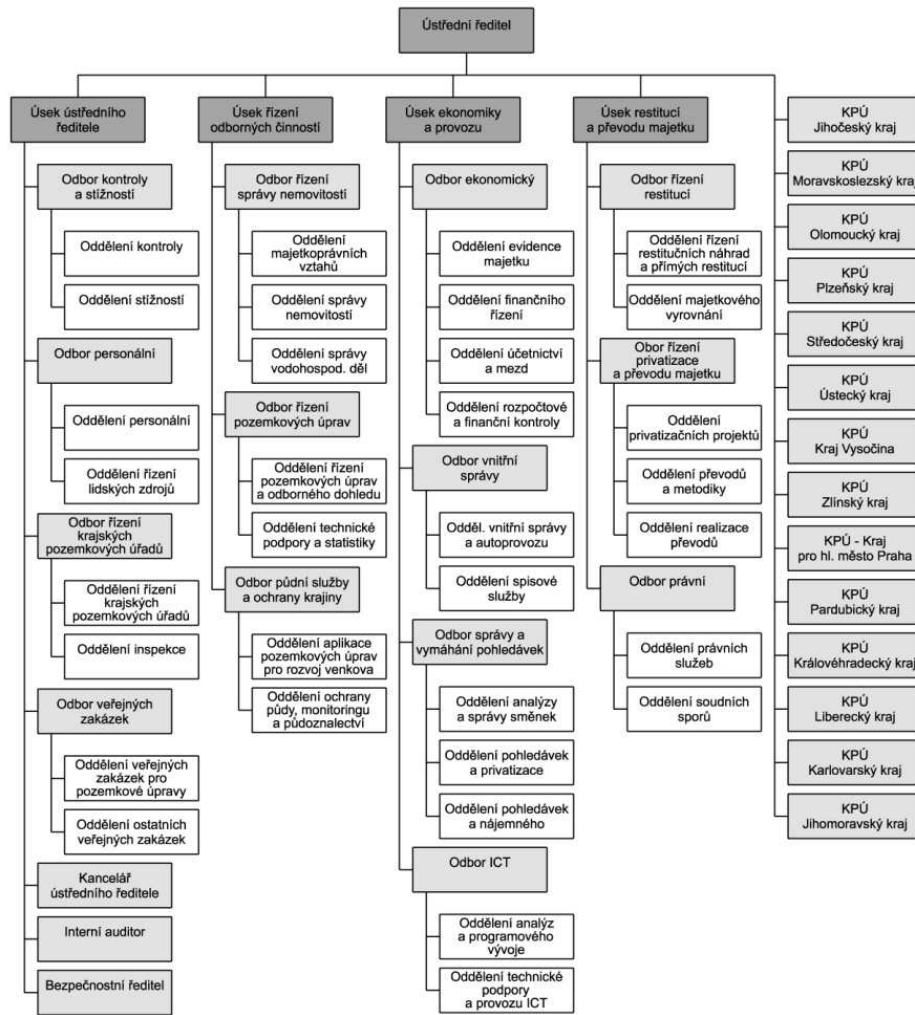 Ústřední ředitel
Úsek ústředního
ředitele
Odbor kontroly
a stížností
Oddělení kontroly
Oddělení stížností
Odbor personální
Oddělení personální
Oddělení řízení
lidských zdrojů
Odbor řízení
krajských
pozemkových úřadů
Oddělení řízení
krajských
pozemkových úřadů
Oddělení inspekce
Odbor veřejných
zakázek
Oddělení veřejných
zakázek pro
pozemkové úpravy
Oddělení ostatních
veřejných zakázek
Kancelář
ústředního ředitele
Interní auditor
Bezpečnostní ředitel
Úsek řízení
odborných činností
Odbor řízení
správy nemovitostí
Oddělení
majetkoprávních
vztahů
Oddělení správy
nemovitostí
Oddělení správy
vodohospod. děl
Odbor řízení
pozemkových úprav
Oddělení řízení
pozemkových úprav
a odborného dohledu
Oddělení technické
podpory a statistiky
Odbor půdní služby
a ochrany krajiny
Oddělení aplikace
pozemkových úprav
pro rozvoj venkova
Oddělení ochrany
půdy, monitoringu
a půdoznalectví
Úsek ekonomiky
a provozu
Odbor ekonomický
Oddělení evidence
majetku
Oddělení finančního
řízení
Oddělení účetnictví
a mezd
Oddělení rozpočtové
a finanční kontroly
Odbor vnitřní
správy
Odděl. vnitřní správy
a autoprovozu
Oddělení spisové
služby
Odbor správy a
vymáhání pohledávek
Oddělení analýzy
a správy směnek
Oddělení pohledávek
a privatizace
Oddělení pohledávek
a nájemného
Odbor ICT
Oddělení analýz
a programového
vývoje
Oddělení technické
podpory
a provozu ICT
Úsek restitucí
a převodu majetku
Odbor řízení
restitucí
Oddělení řízení
restitučních náhrad
a přímých restitucí
Oddělení majetkového
vyrovnání
Obor řízení
privatizace
a převodu majetku
Oddělení
privatizačních projektů
Oddělení převodů
a metodiky
Oddělení realizace
převodů
Odbor právní
Oddělení právních
služeb
Oddělení soudních
sporů
KPÚ
Jihočeský kraj
KPÚ
Moravskoslezský kraj
KPÚ
Olomoucký kraj
KPÚ
Plzeňský kraj
KPÚ
Středočeský kraj
KPÚ
Ústecký kraj
KPÚ
Kraj Vysočina
KPÚ
Zlínský kraj
KPÚ - Kraj
pro hl. město Praha
KPÚ
Pardubický kraj
KPÚ
Královéhradecký kraj
KPÚ
Liberecký kraj
KPÚ
Karlovarský kraj
KPÚ
Jihomoravský kraj